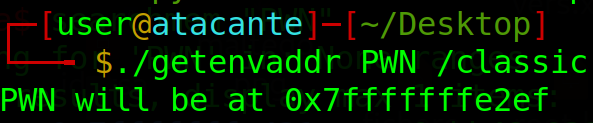 ┌─[user@atacante]─[~/Desktop]
└──╼ $./getenvaddr PWN /classic
PWN will be at 0x7fffffffe2ef